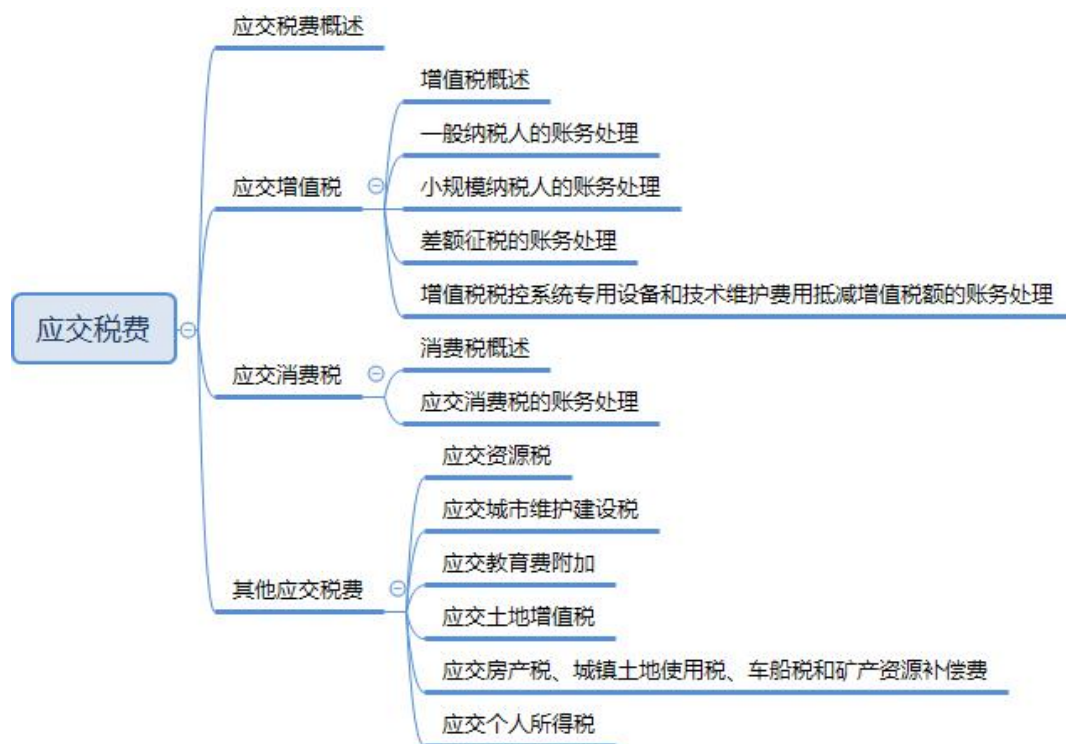 应交税费
应交税费概述
应交增值税
增值税概述
一般纳税人的账务处理
小规模纳税人的账务处理
差额征税的账务处理
增值税税控系统专用设备和技术维护费用抵减增值税额的账务处理
应交消费税
消费税概述
应交消费税的账务处理
其他应交税费
应交资源税
应交城市维护建设税
应交教育费附加
应交土地增值税
应交房产税、城镇土地使用税、车船税和矿产资源补偿费
应交个人所得税